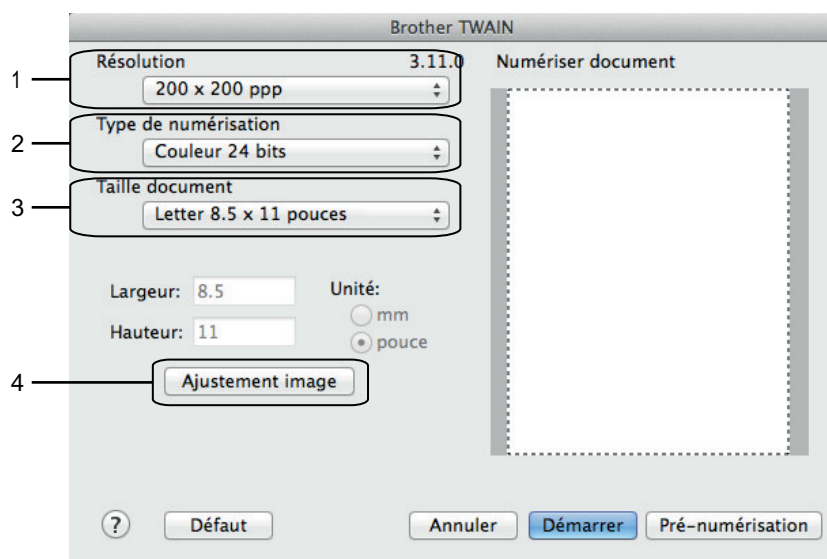 Brother TWAIN
1
Résolution
3.11.0
200 x 200 ppp
2
Type de numérisation
Couleur 24 bits
3
Taille document
Letter 8.5 x 11 pouces
Largeur: 8.5
Hauteur: 11
Unité:
mm
pouce
4
Ajustement image
Numériser document
?
Défaut
Annuler
Démarrer
Pré-numérisation